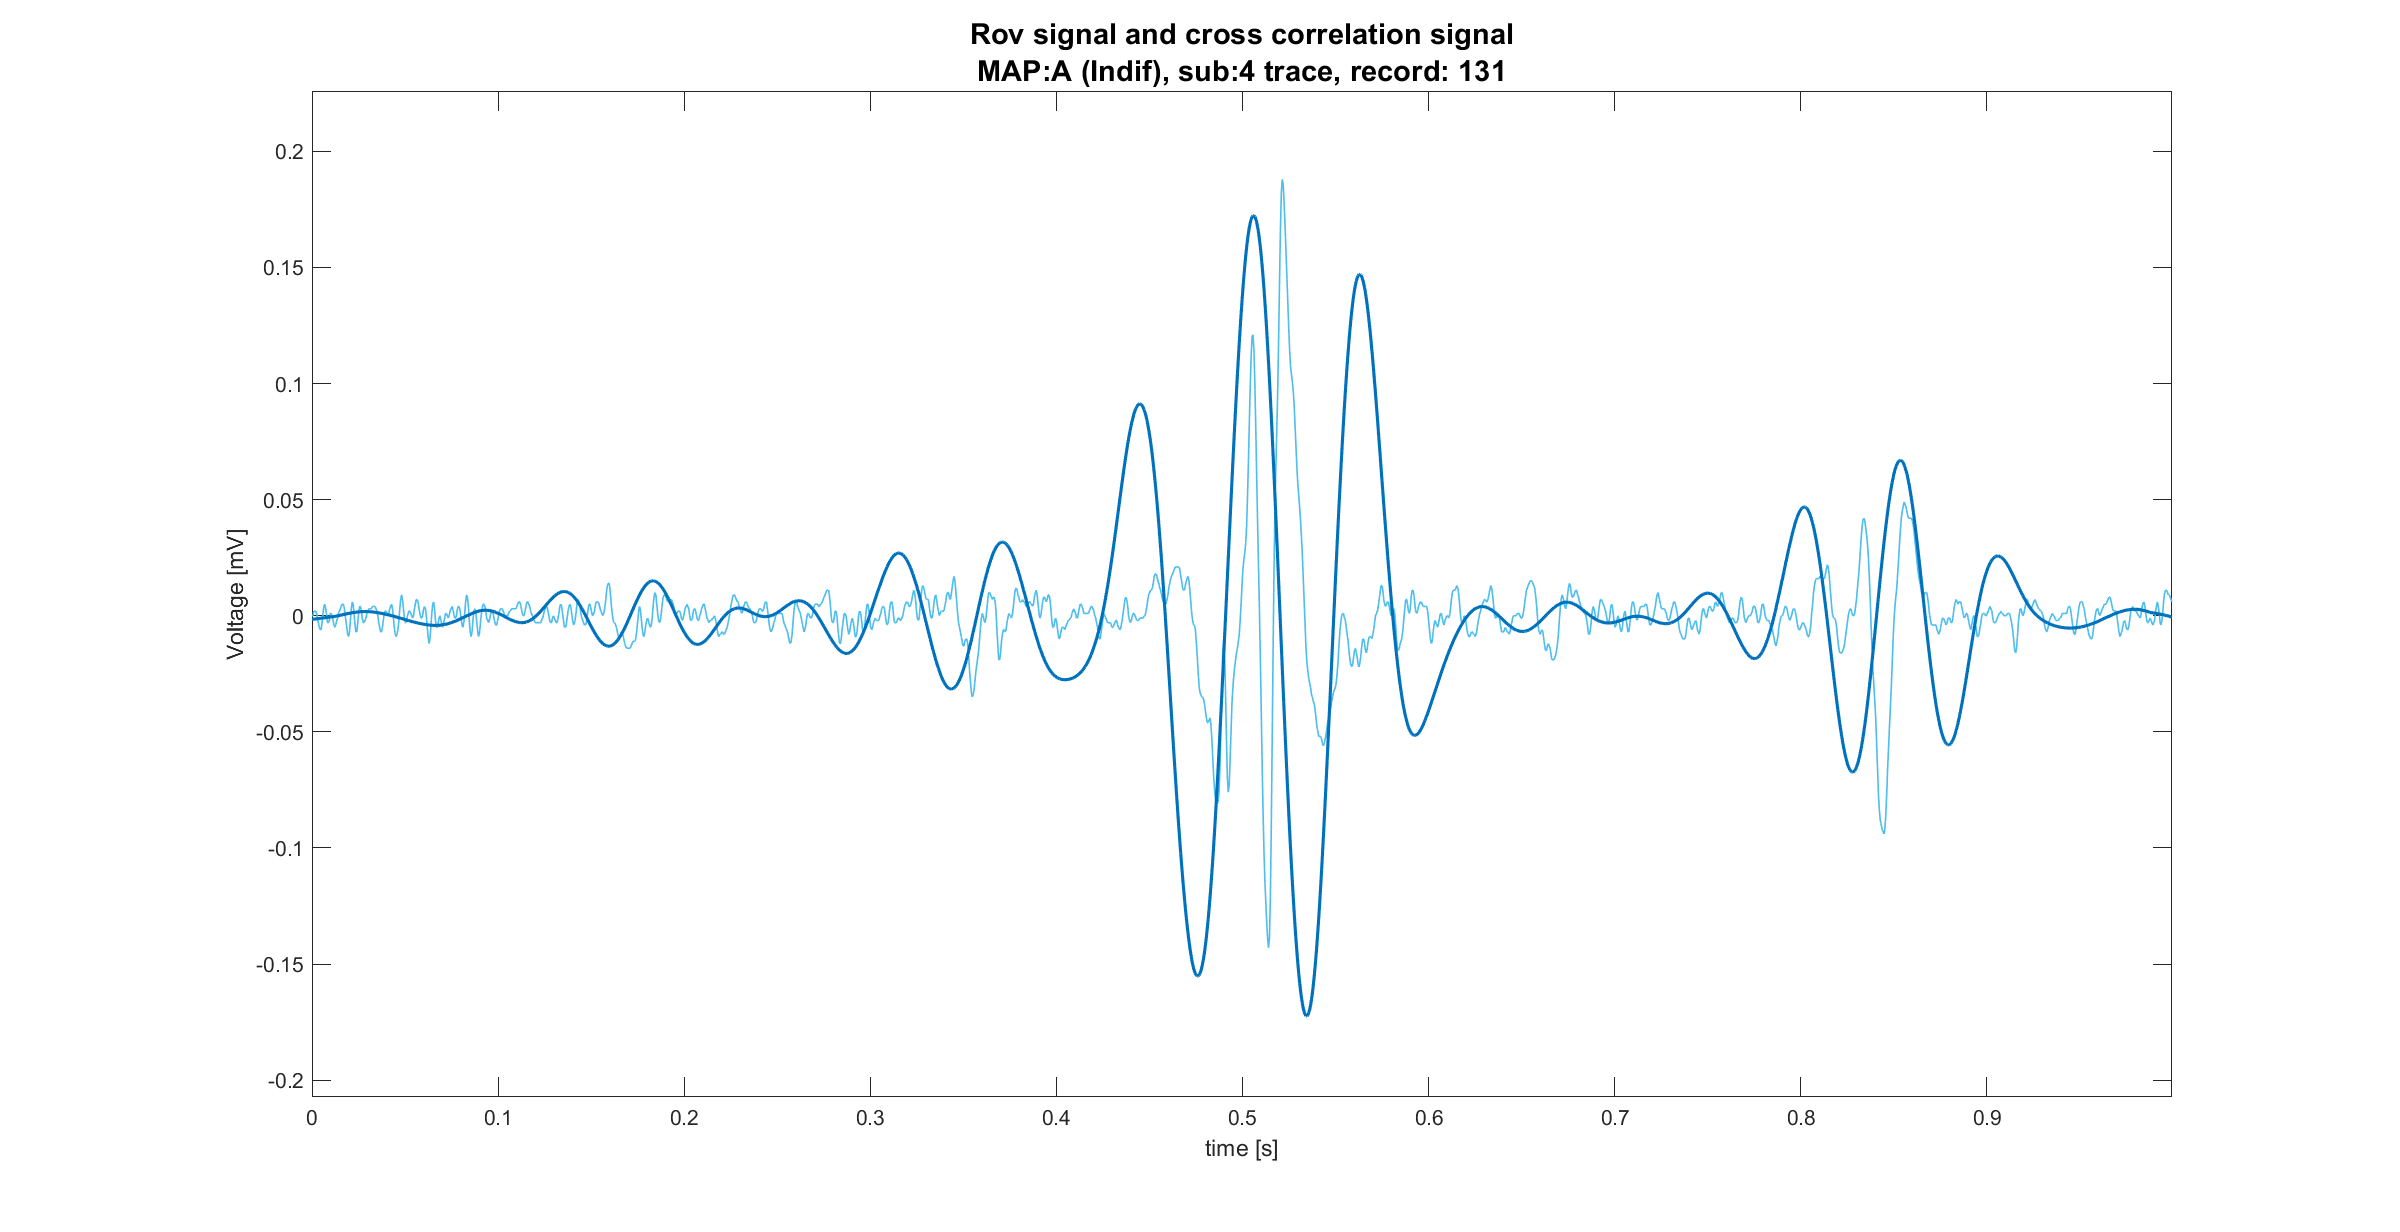 Rov signal and cross correlation signal
MAP:A (Indif), sub:4 trace, record: 131
0.2
0.15
0.1
0.05
0
-0.05
-0.1
-0.15
-0.2
Voltage [mV]
0 0.1 0.2 0.3 0.4 0.5 0.6 0.7 0.8 0.9
time [s]